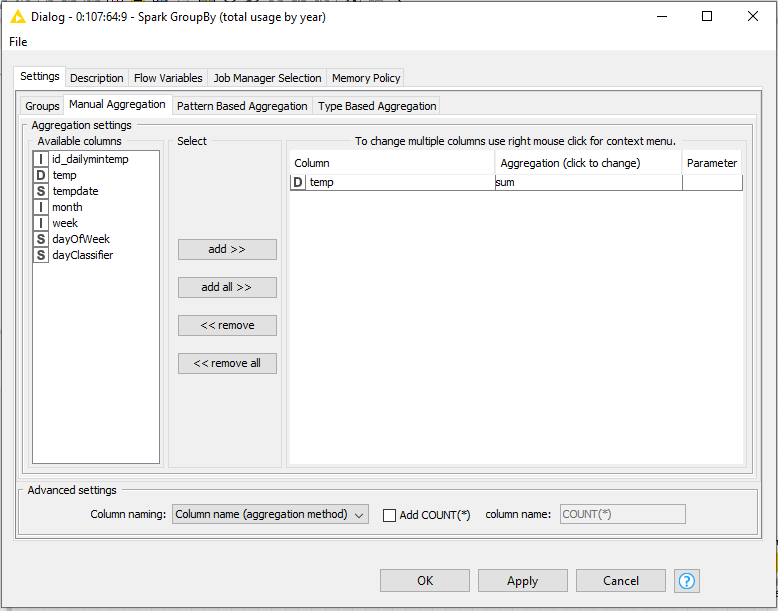 Dialog - 0:107:64:9 - Spark GroupBy (total usage by year)
File
Settings Description Flow Variables Job Manager Selection Memory Policy
Groups Manual Aggregation Pattern Based Aggregation Type Based Aggregation
Aggregation settings
Available columns
I id_dailymintemp
D temp
S tempdate
I month
I week
S dayOfWeek
S dayClassifier
Select
add >>
add all >>
<< remove
<< remove all
To change multiple columns use right mouse click for context menu.
Column Aggregation (click to change) Parameter
D temp sum
Advanced settings
Column naming: Column name (aggregation method) Add COUNT(*) column name: COUNT(*)
OK Apply Cancel ?